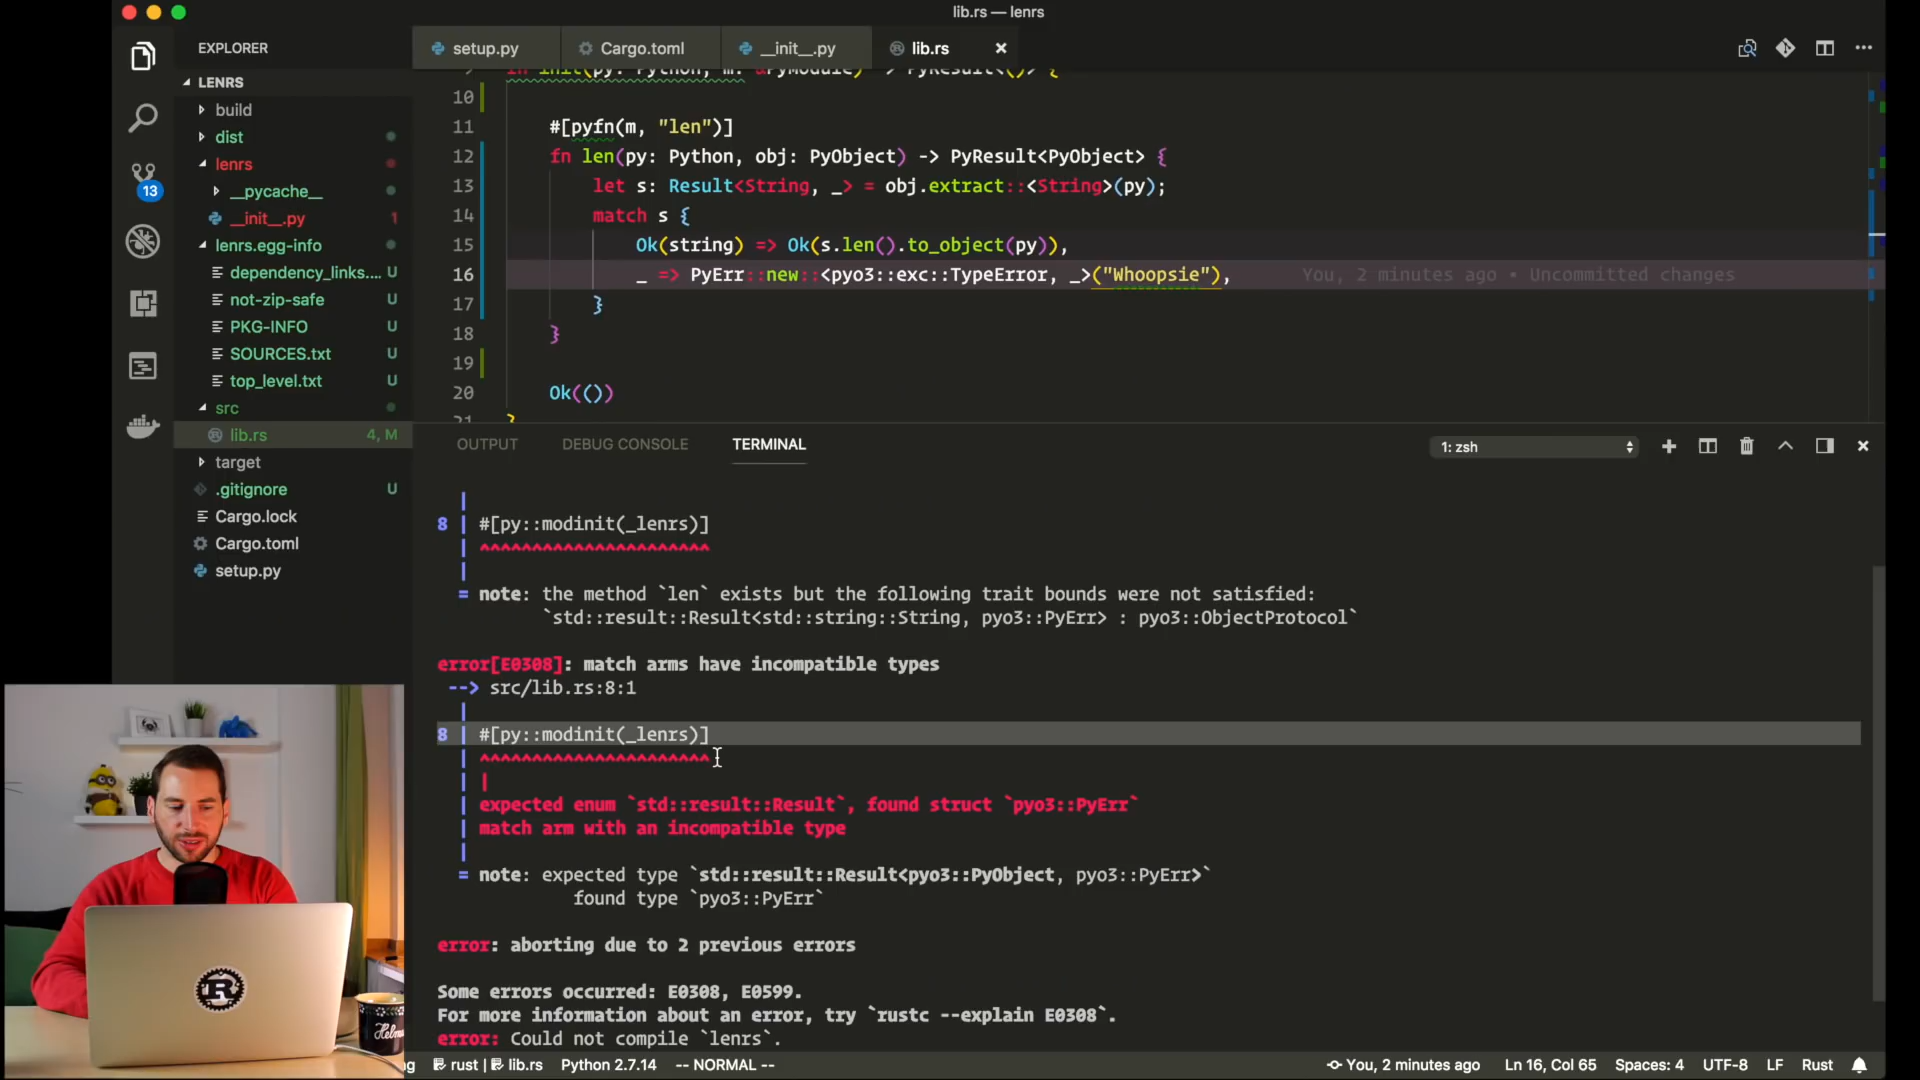 lib.rs — lenrs
EXPLORER
setup.py
Cargo.toml
__init__.py
lib.rs
LENRS
build
dist
lenrs
__pycache__
__init__.py 1
lenrs.egg-info
dependency_links.... U
not-zip-safe U
PKG-INFO U
SOURCES.txt U
top_level.txt U
src
lib.rs 4, M
target
.gitignore U
Cargo.lock
Cargo.toml
setup.py
13
10
11 #[pyfn(m, "len")]
12 fn len(py: Python, obj: PyObject) -> PyResult<PyObject> {
13 let s: Result<String, _> = obj.extract::<String>(py);
14 match s {
15 Ok(string) => Ok(s.len().to_object(py)),
16 _ => PyErr::new::<pyo3::exc::TypeError, _>("Whoopsie"), You, 2 minutes ago • Uncommitted changes
17 }
18 }
19
20 Ok(())
OUTPUT DEBUG CONSOLE TERMINAL 1: zsh
|
8 | #[py::modinit(_lenrs)]
| ^^^^^^^^^^^^^^^^^^^^^^
|
= note: the method `len` exists but the following trait bounds were not satisfied:
`std::result::Result<std::string::String, pyo3::PyErr> : pyo3::ObjectProtocol`
error[E0308]: match arms have incompatible types
--> src/lib.rs:8:1
|
8 | #[py::modinit(_lenrs)]
| ^^^^^^^^^^^^^^^^^^^^^^
| |
| expected enum `std::result::Result`, found struct `pyo3::PyErr`
| match arm with an incompatible type
|
= note: expected type `std::result::Result<pyo3::PyObject, pyo3::PyErr>`
found type `pyo3::PyErr`
error: aborting due to 2 previous errors
Some errors occurred: E0308, E0599.
For more information about an error, try `rustc --explain E0308`.
error: Could not compile `lenrs`.
rust | lib.rs Python 2.7.14 -- NORMAL -- You, 2 minutes ago Ln 16, Col 65 Spaces: 4 UTF-8 LF Rust
R